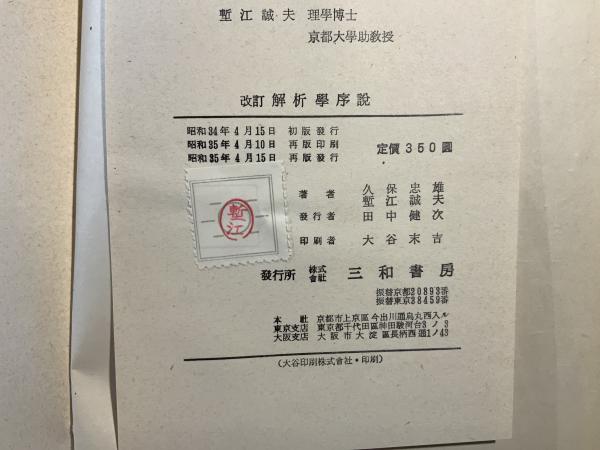 塹江誠夫 理學博士
京都大學助教授
改訂 解析學序説
昭和34年4月15日 初版發行
昭和35年4月10日 再版印刷
昭和35年4月15日 再版發行
定價350圓
著者 久保忠雄
塹江誠夫
發行者 田中健次
印刷者 大谷末吉
塹江
發行所 株式會社 三和書房
振替京都20893番
振替東京38459番
本社 京都市上京區今出川通烏丸西入ル
東京支店 東京都千代田區神田駿河台3ノ3
大阪支店 大阪市大淀區長柄西通1ノ43
(大谷印刷株式會社・印刷)